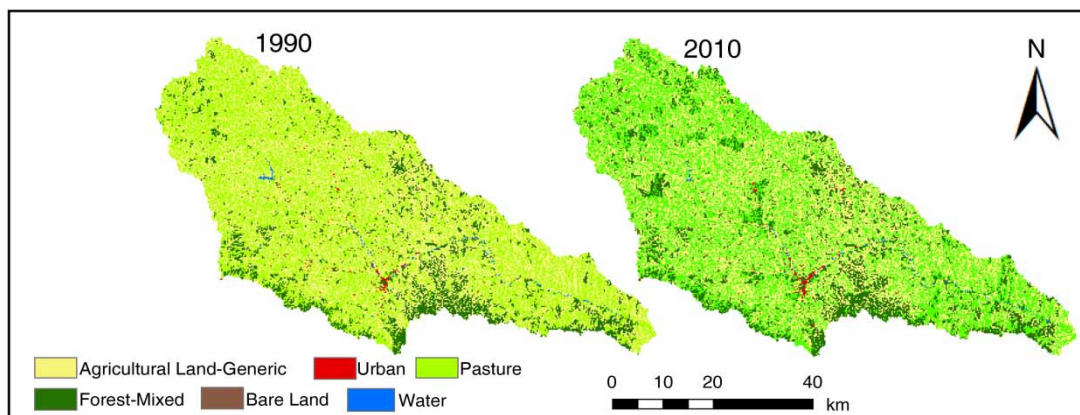 1990
2010
N
Agricultural Land-Generic Urban Pasture
Forest-Mixed Bare Land Water
0 10 20 40
km